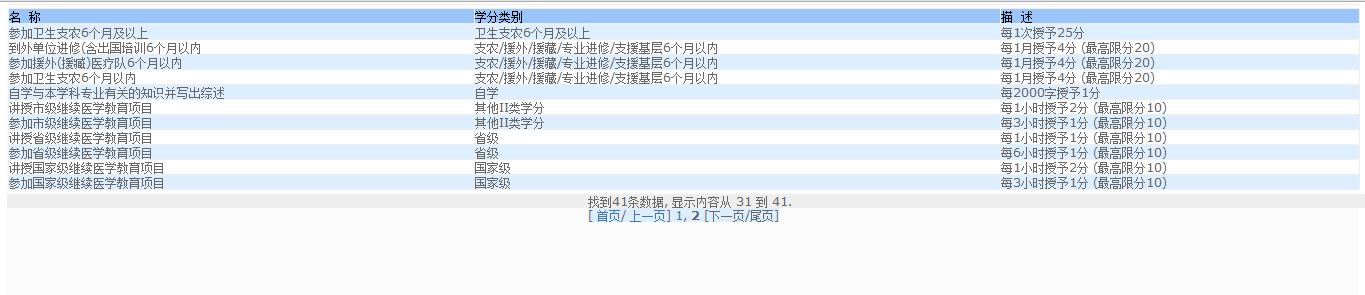 名 称 学分类别 描 述
参加卫生支农6个月及以上 卫生支农6个月及以上 每1次授予25分
到外单位进修(含出国培训6个月以内 支农/援外/援藏/专业进修/支援基层6个月以内 每1月授予4分 (最高限分20)
参加援外(援藏)医疗队6个月以内 支农/援外/援藏/专业进修/支援基层6个月以内 每1月授予4分 (最高限分20)
参加卫生支农6个月以内 支农/援外/援藏/专业进修/支援基层6个月以内 每1月授予4分 (最高限分20)
自学与本学科专业有关的知识并写出综述 自学 每2000字授予1分
讲授市级继续医学教育项目 其他II类学分 每1小时授予2分 (最高限分10)
参加市级继续医学教育项目 其他II类学分 每3小时授予1分 (最高限分10)
讲授省级继续医学教育项目 省级 每1小时授予1分 (最高限分10)
参加省级继续医学教育项目 省级 每6小时授予1分 (最高限分10)
讲授国家级继续医学教育项目 国家级 每1小时授予2分 (最高限分10)
参加国家级继续医学教育项目 国家级 每3小时授予1分 (最高限分10)
找到41条数据, 显示内容从 31 到 41.
[ 首页/ 上一页] 1, 2 [下一页/尾页]